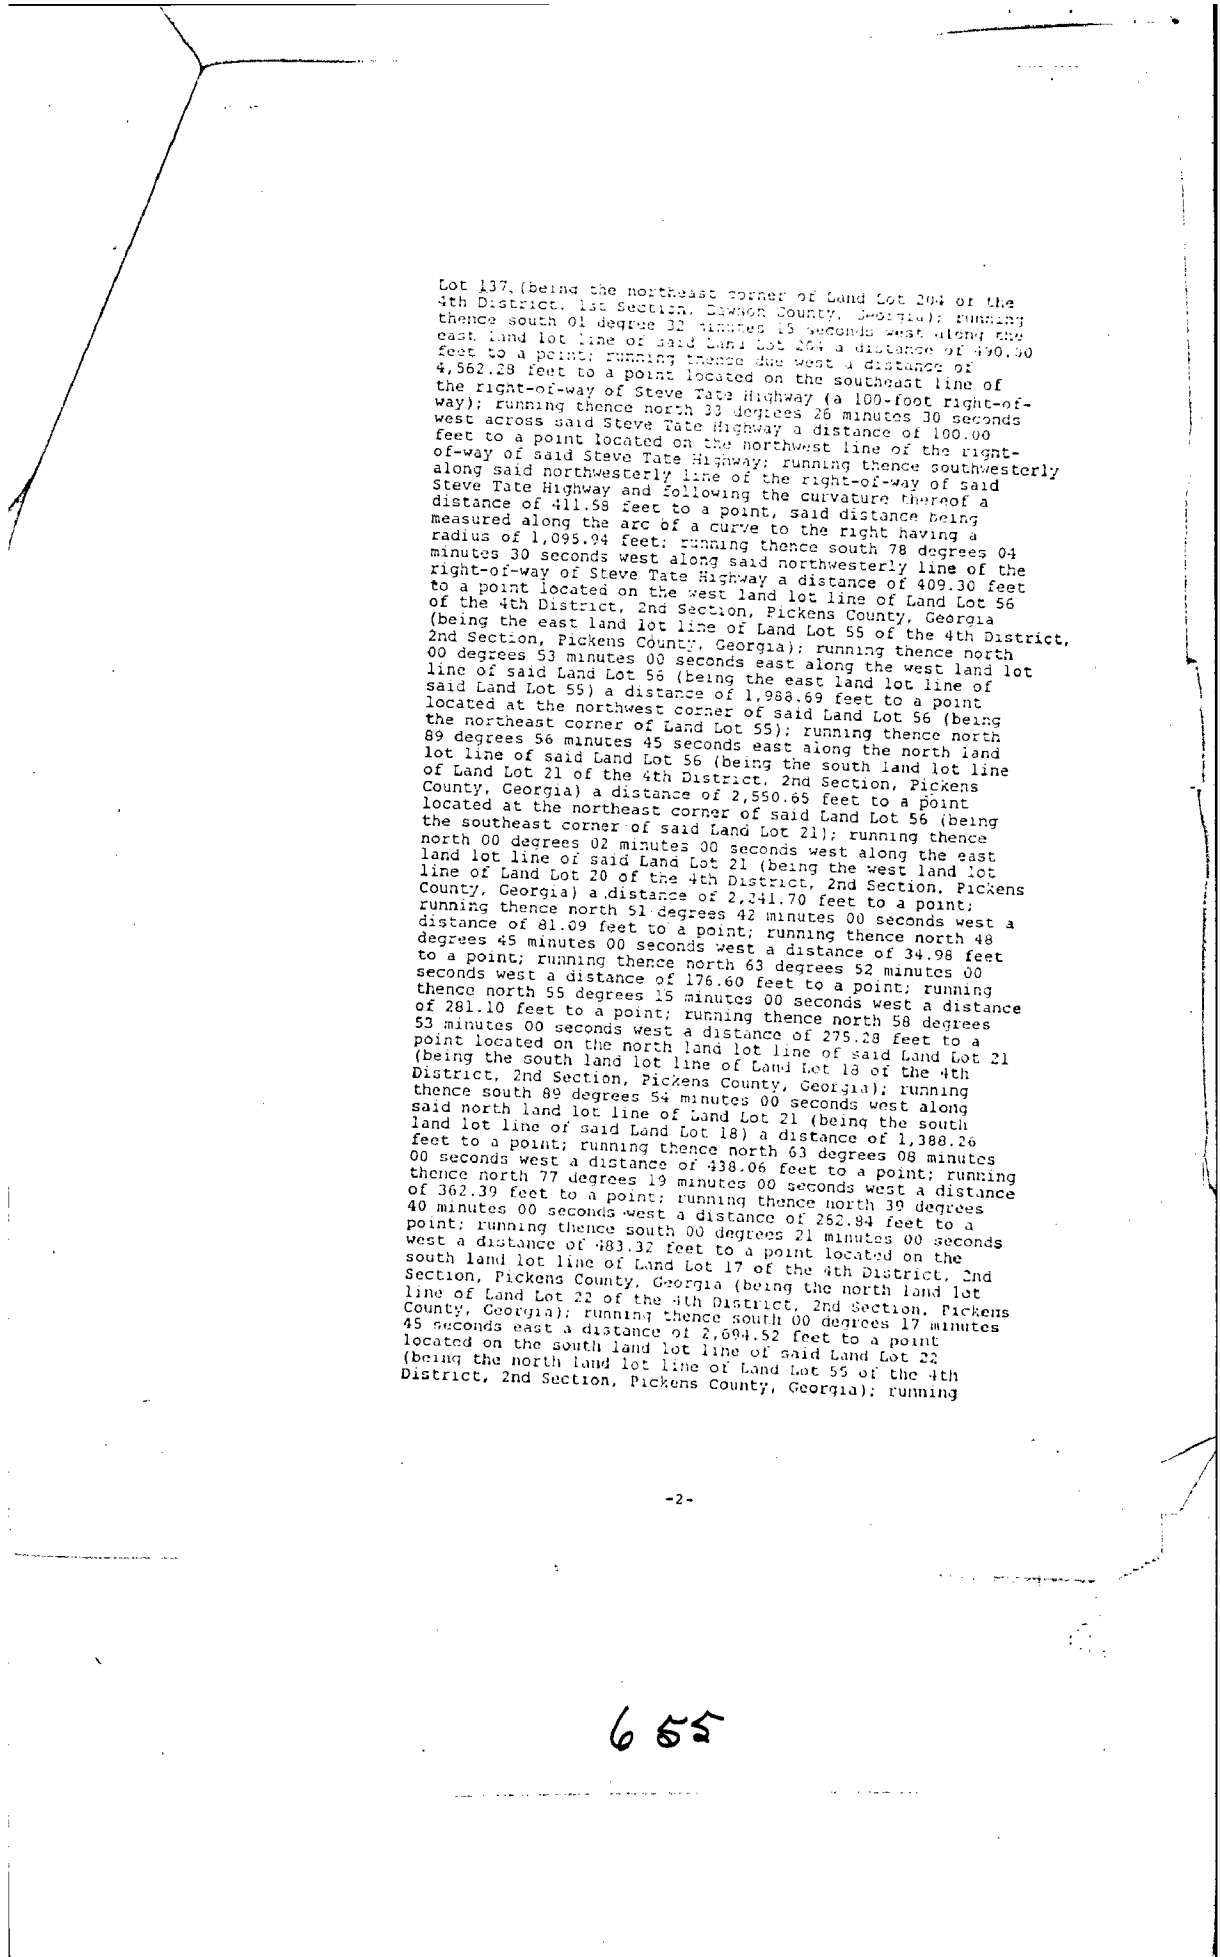 Lot 137, (being the northeast corner of Land Lot 204 of the
4th District, 1st Section, Dawson County, Georgia); running
thence south 01 degree 32 minutes 15 seconds west along the
east land lot line of said Land Lot 204 a distance of 490.00
feet to a point; running thence due west a distance of
4,562.28 feet to a point located on the southeast line of
the right-of-way of Steve Tate Highway (a 100-foot right-of-
way); running thence north 33 degrees 26 minutes 30 seconds
west across said Steve Tate Highway a distance of 100.00
feet to a point located on the northwest line of the right-
of-way of said Steve Tate Highway; running thence southwesterly
along said northwesterly line of the right-of-way of said
Steve Tate Highway and following the curvature thereof a
distance of 411.58 feet to a point, said distance being
measured along the arc of a curve to the right having a
radius of 1,095.94 feet; running thence south 78 degrees 04
minutes 30 seconds west along said northwesterly line of the
right-of-way of Steve Tate Highway a distance of 409.30 feet
to a point located on the west land lot line of Land Lot 56
of the 4th District, 2nd Section, Pickens County, Georgia
(being the east land lot line of Land Lot 55 of the 4th District,
2nd Section, Pickens County, Georgia); running thence north
00 degrees 53 minutes 00 seconds east along the west land lot
line of said Land Lot 56 (being the east land lot line of
said Land Lot 55) a distance of 1,988.69 feet to a point
located at the northwest corner of said Land Lot 56 (being
the northeast corner of Land Lot 55); running thence north
89 degrees 56 minutes 45 seconds east along the north land
lot line of said Land Lot 56 (being the south land lot line
of Land Lot 21 of the 4th District, 2nd Section, Pickens
County, Georgia) a distance of 2,550.65 feet to a point
located at the northeast corner of said Land Lot 56 (being
the southeast corner of said Land Lot 21); running thence
north 00 degrees 02 minutes 00 seconds west along the east
land lot line of said Land Lot 21 (being the west land lot
line of Land Lot 20 of the 4th District, 2nd Section, Pickens
County, Georgia) a distance of 2,241.70 feet to a point;
running thence north 51 degrees 42 minutes 00 seconds west a
distance of 81.09 feet to a point; running thence north 48
degrees 45 minutes 00 seconds west a distance of 34.98 feet
to a point; running thence north 63 degrees 52 minutes 00
seconds west a distance of 176.60 feet to a point; running
thence north 55 degrees 15 minutes 00 seconds west a distance
of 281.10 feet to a point; running thence north 58 degrees
53 minutes 00 seconds west a distance of 275.28 feet to a
point located on the north land lot line of said Land Lot 21
(being the south land lot line of Land Lot 18 of the 4th
District, 2nd Section, Pickens County, Georgia); running
thence south 89 degrees 54 minutes 00 seconds west along
said north land lot line of Land Lot 21 (being the south
land lot line of said Land Lot 18) a distance of 1,388.26
feet to a point; running thence north 63 degrees 08 minutes
00 seconds west a distance of 438.06 feet to a point; running
thence north 77 degrees 19 minutes 00 seconds west a distance
of 362.39 feet to a point; running thence north 39 degrees
40 minutes 00 seconds west a distance of 262.84 feet to a
point; running thence south 00 degrees 21 minutes 00 seconds
west a distance of 483.32 feet to a point located on the
south land lot line of Land Lot 17 of the 4th District, 2nd
Section, Pickens County, Georgia (being the north land lot
line of Land Lot 22 of the 4th District, 2nd Section, Pickens
County, Georgia); running thence south 00 degrees 17 minutes
45 seconds east a distance of 2,694.52 feet to a point
located on the south land lot line of said Land Lot 22
(being the north land lot line of Land Lot 55 of the 4th
District, 2nd Section, Pickens County, Georgia); running
-2-
655